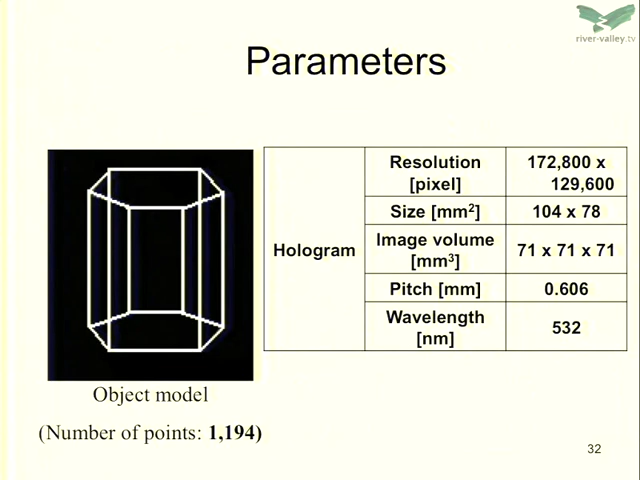 river-valley.tv
Parameters
Hologram
Resolution
[pixel]
172,800 x
129,600
Size [mm²]
104 x 78
Image volume
[mm³]
71 x 71 x 71
Pitch [mm]
0.606
Wavelength
[nm]
532
Object model
(Number of points: 1,194)
32